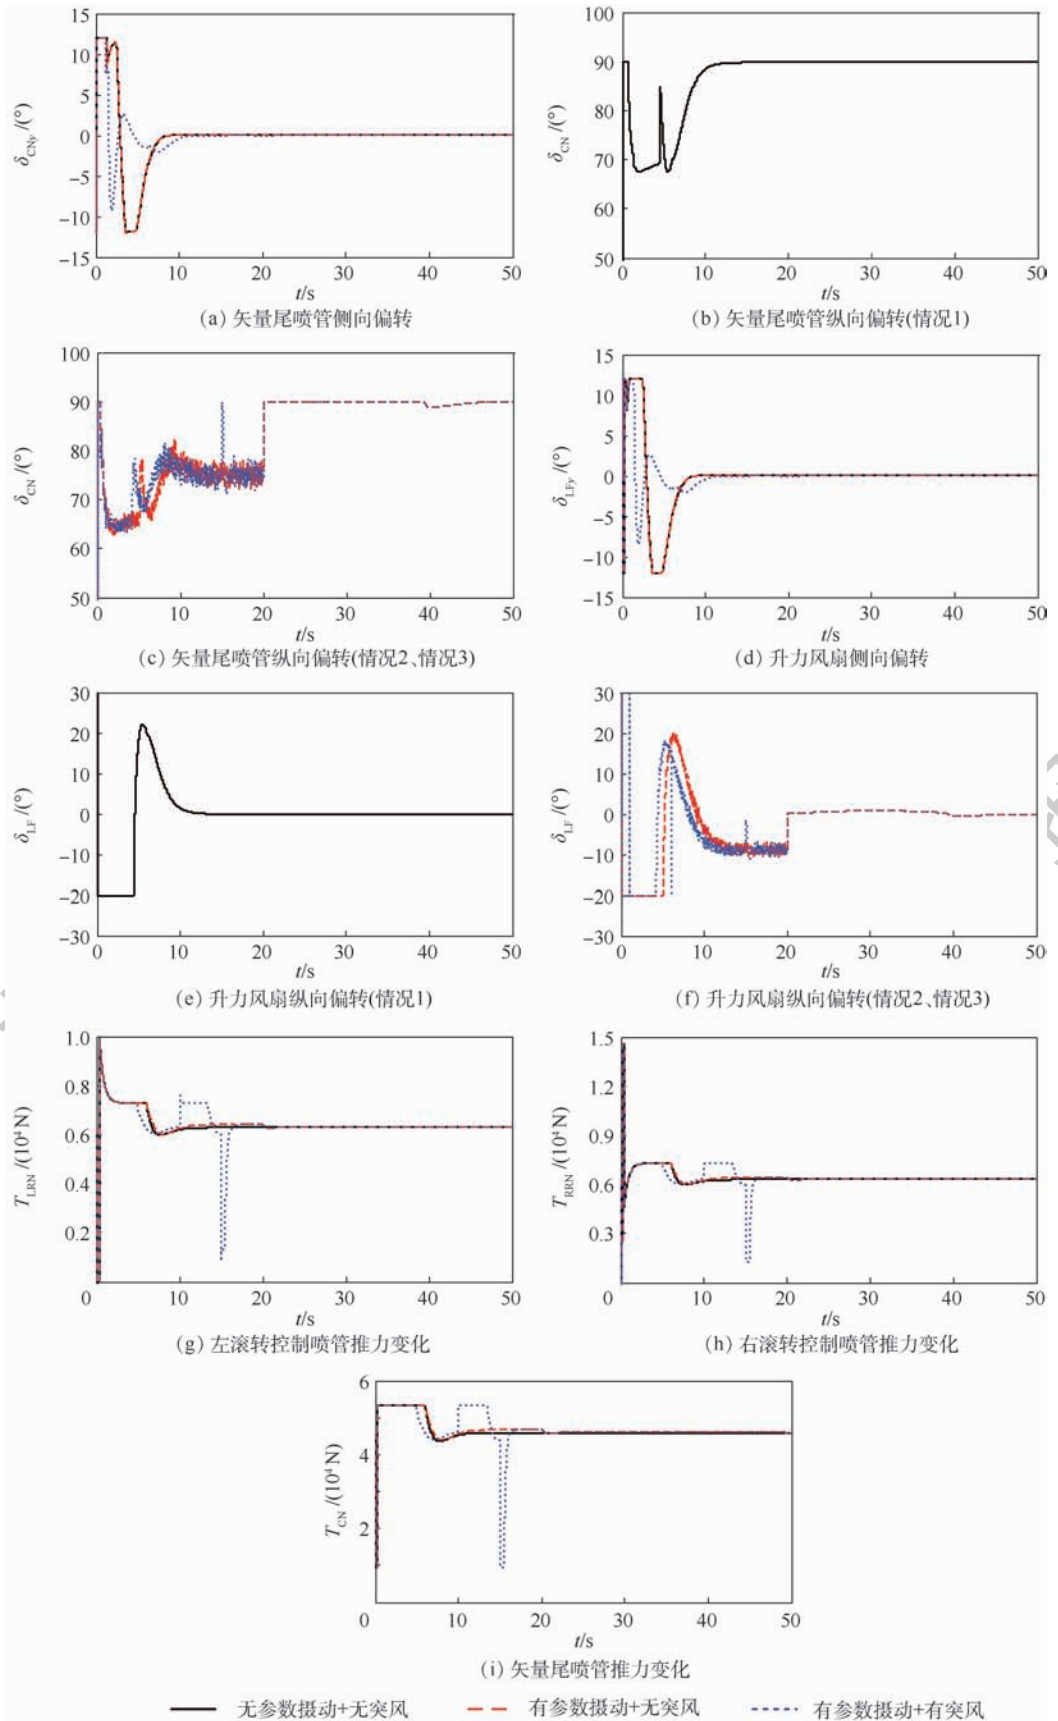 15
10
5
0
−5
−10
−15
δCNy /(°)
0 10 20 30 40 50
t/s
(a) 矢量尾喷管侧向偏转
100
90
80
70
60
50
δCN /(°)
0 10 20 30 40 50
t/s
(b) 矢量尾喷管纵向偏转(情况1)
100
90
80
70
60
50
δCN /(°)
0 10 20 30 40 50
t/s
(c) 矢量尾喷管纵向偏转(情况2、情况3)
15
10
5
0
−5
−10
−15
δLFy /(°)
0 10 20 30 40 50
t/s
(d) 升力风扇侧向偏转
30
20
10
0
−10
−20
−30
δLF /(°)
0 10 20 30 40 50
t/s
(e) 升力风扇纵向偏转(情况1)
30
20
10
0
−10
−20
−30
δLF /(°)
0 10 20 30 40 50
t/s
(f) 升力风扇纵向偏转(情况2、情况3)
1.0
0.8
0.6
0.4
0.2
TLRN /(10⁴ N)
0 10 20 30 40 50
t/s
(g) 左滚转控制喷管推力变化
1.5
1.2
0.9
0.6
0.3
TRRN /(10⁴ N)
0 10 20 30 40 50
t/s
(h) 右滚转控制喷管推力变化
6
4
2
TCN /(10⁴ N)
0 10 20 30 40 50
t/s
(i) 矢量尾喷管推力变化
无参数摄动+无突风 有参数摄动+无突风 有参数摄动+有突风